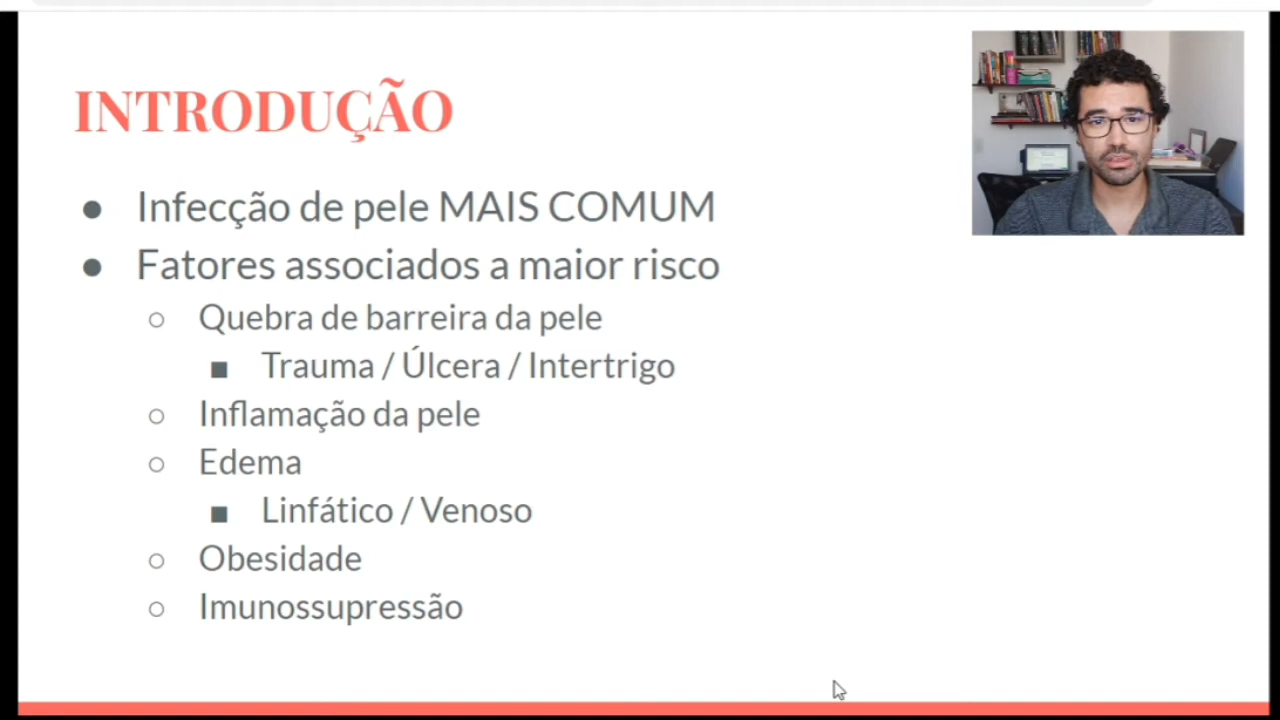 INTRODUÇÃO
● Infecção de pele MAIS COMUM
● Fatores associados a maior risco
○ Quebra de barreira da pele
■ Trauma / Úlcera / Intertrigo
○ Inflamação da pele
○ Edema
■ Linfático / Venoso
○ Obesidade
○ Imunossupressão